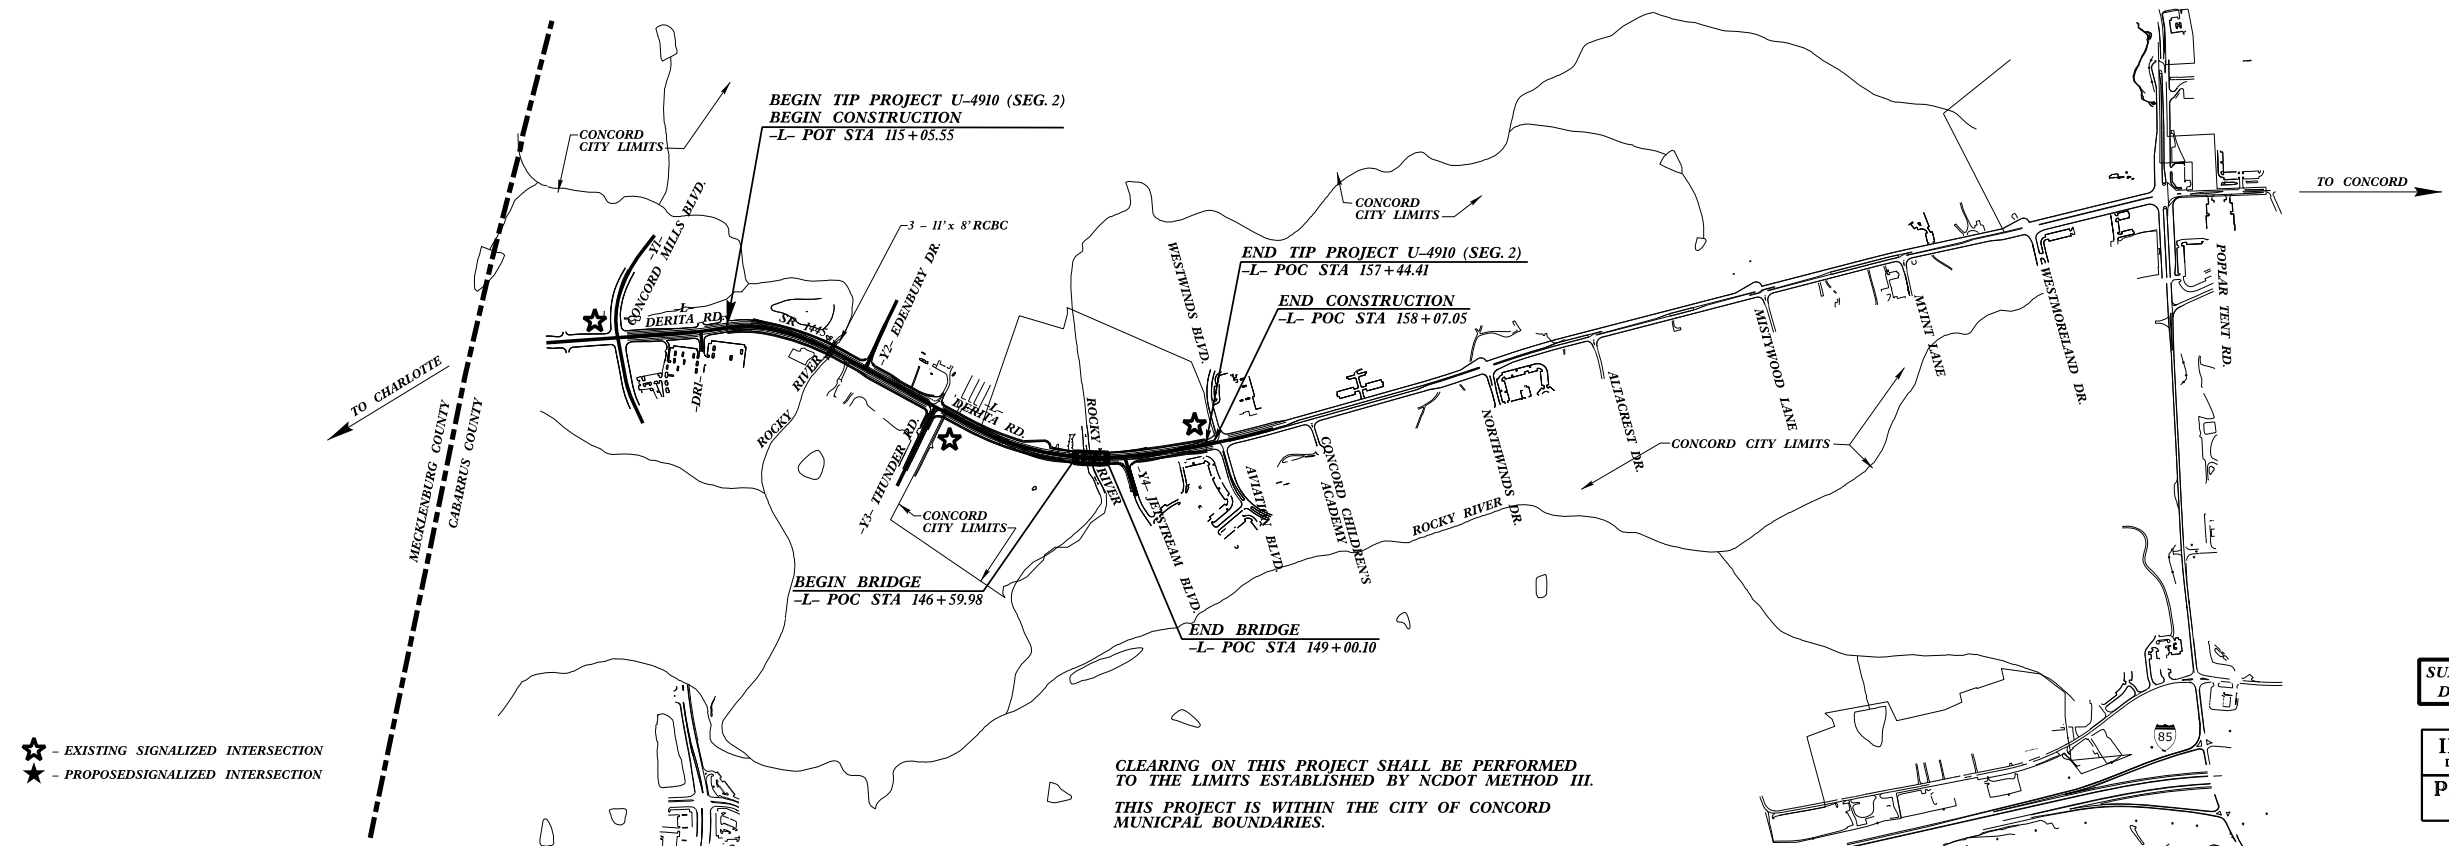 BEGIN TIP PROJECT U–4910 (SEG. 2)
BEGIN CONSTRUCTION
–L– POT STA 115+05.55
CONCORD
CITY LIMITS
–Y1–
CONCORD MILLS BLVD.
3 – 11' x 8' RCBC
–L–
DERITA RD.
SR 1445
–Y2– EDENBURY DR.
–DR1–
ROCKY RIVER
TO CHARLOTTE
MECKLENBURG COUNTY
CABARRUS COUNTY
–L–
DERITA RD.
–Y3– THUNDER RD.
CONCORD
CITY LIMITS
BEGIN BRIDGE
–L– POC STA 146+59.98
ROCKY RIVER
–Y4– JETSTREAM BLVD.
END BRIDGE
–L– POC STA 149+00.10
WESTWINDS BLVD.
END TIP PROJECT U–4910 (SEG. 2)
–L– POC STA 157+44.41
END CONSTRUCTION
–L– POC STA 158+07.05
CONCORD
CITY LIMITS
AVIATION BLVD.
CONCORD CHILDREN'S
ACADEMY
ROCKY RIVER
NORTHWINDS DR.
ALTACREST DR.
CONCORD CITY LIMITS
MISTYWOOD LANE
MYINT LANE
WESTMORELAND DR.
POPLAR TENT RD.
TO CONCORD
85
– EXISTING SIGNALIZED INTERSECTION
– PROPOSEDSIGNALIZED INTERSECTION
CLEARING ON THIS PROJECT SHALL BE PERFORMED
TO THE LIMITS ESTABLISHED BY NCDOT METHOD III.
THIS PROJECT IS WITHIN THE CITY OF CONCORD
MUNICPAL BOUNDARIES.